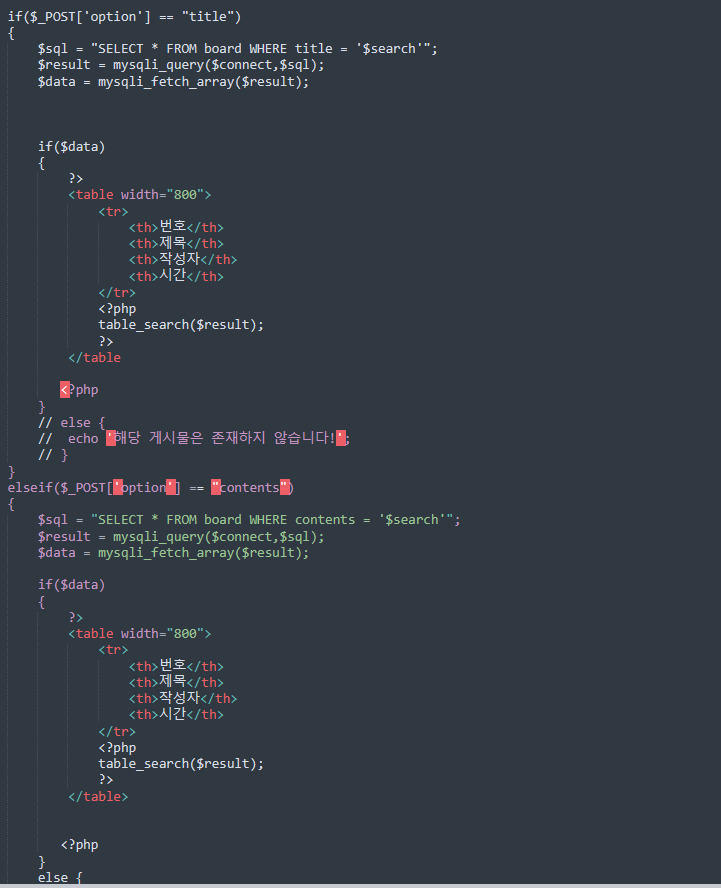 if($_POST['option'] == "title")
{
    $sql = "SELECT * FROM board WHERE title = '$search'";
    $result = mysqli_query($connect,$sql);
    $data = mysqli_fetch_array($result);
    if($data)
    {
        ?>
        <table width="800">
            <tr>
                <th>번호</th>
                <th>제목</th>
                <th>작성자</th>
                <th>시간</th>
            </tr>
            <?php
            table_search($result);
            ?>
        </table
       <?php
    }
    // else {
    //  echo '해당 게시물은 존재하지 않습니다!';
    // }
}
elseif($_POST['option'] == "contents")
{
    $sql = "SELECT * FROM board WHERE contents = '$search'";
    $result = mysqli_query($connect,$sql);
    $data = mysqli_fetch_array($result);
    if($data)
    {
        ?>
        <table width="800">
            <tr>
                <th>번호</th>
                <th>제목</th>
                <th>작성자</th>
                <th>시간</th>
            </tr>
            <?php
            table_search($result);
            ?>
        </table>
       <?php
    }
    else {